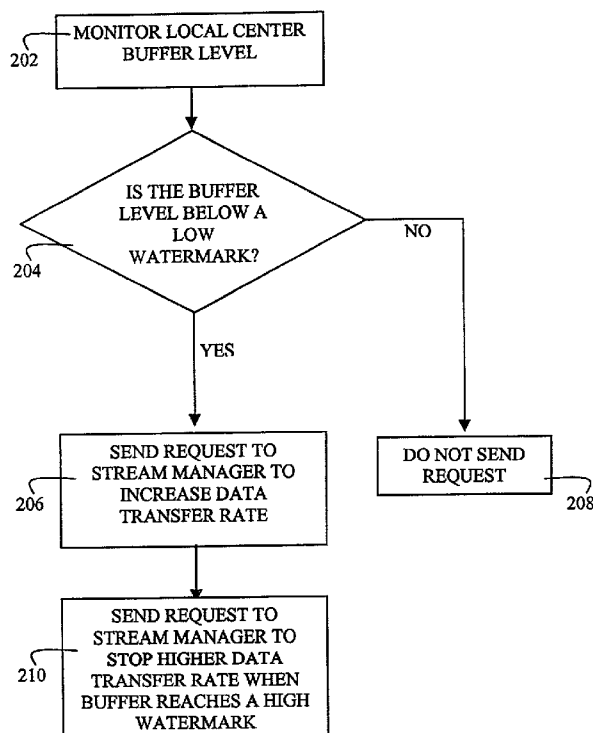 MONITOR LOCAL CENTER
BUFFER LEVEL
202
IS THE BUFFER
LEVEL BELOW A
LOW
WATERMARK?
204
NO
YES
SEND REQUEST TO
STREAM MANAGER TO
INCREASE DATA
TRANSFER RATE
206
DO NOT SEND
REQUEST
208
SEND REQUEST TO
STREAM MANAGER TO
STOP HIGHER DATA
TRANSFER RATE WHEN
BUFFER REACHES A HIGH
WATERMARK
210